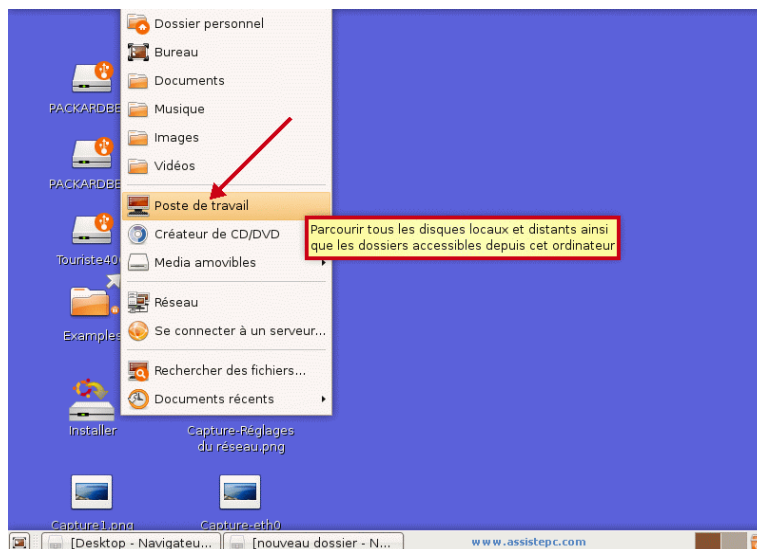 Dossier personnel
Bureau
Documents
Musique
Images
Vidéos
Poste de travail
Créateur de CD/DVD
Media amovibles
Réseau
Se connecter à un serveur...
Rechercher des fichiers...
Documents récents
Parcourir tous les disques locaux et distants ainsi
que les dossiers accessibles depuis cet ordinateur
PACKARDBE
PACKARDBE
Touriste40
Examples
Installer
Capture-Réglages
du réseau.png
Capture1.png
Capture-eth0
[Desktop - Navigateu...
[nouveau dossier - N...
www.assistepc.com